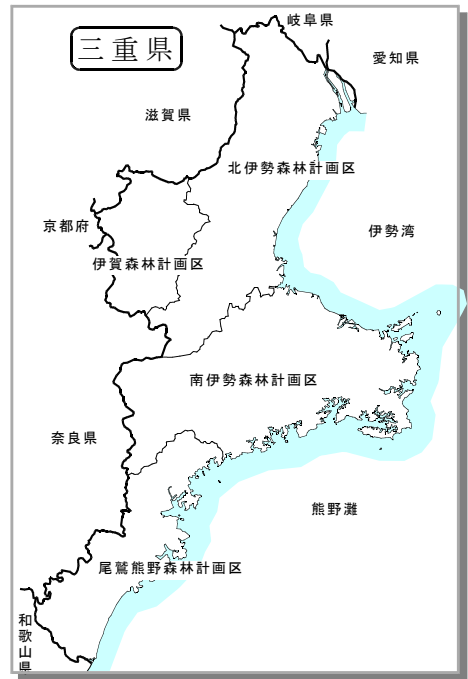 岐阜県
三重県
愛知県
滋賀県
北伊勢森林計画区
京都府
伊勢湾
伊賀森林計画区
南伊勢森林計画区
奈良県
熊野灘
尾鷲熊野森林計画区
和歌山県